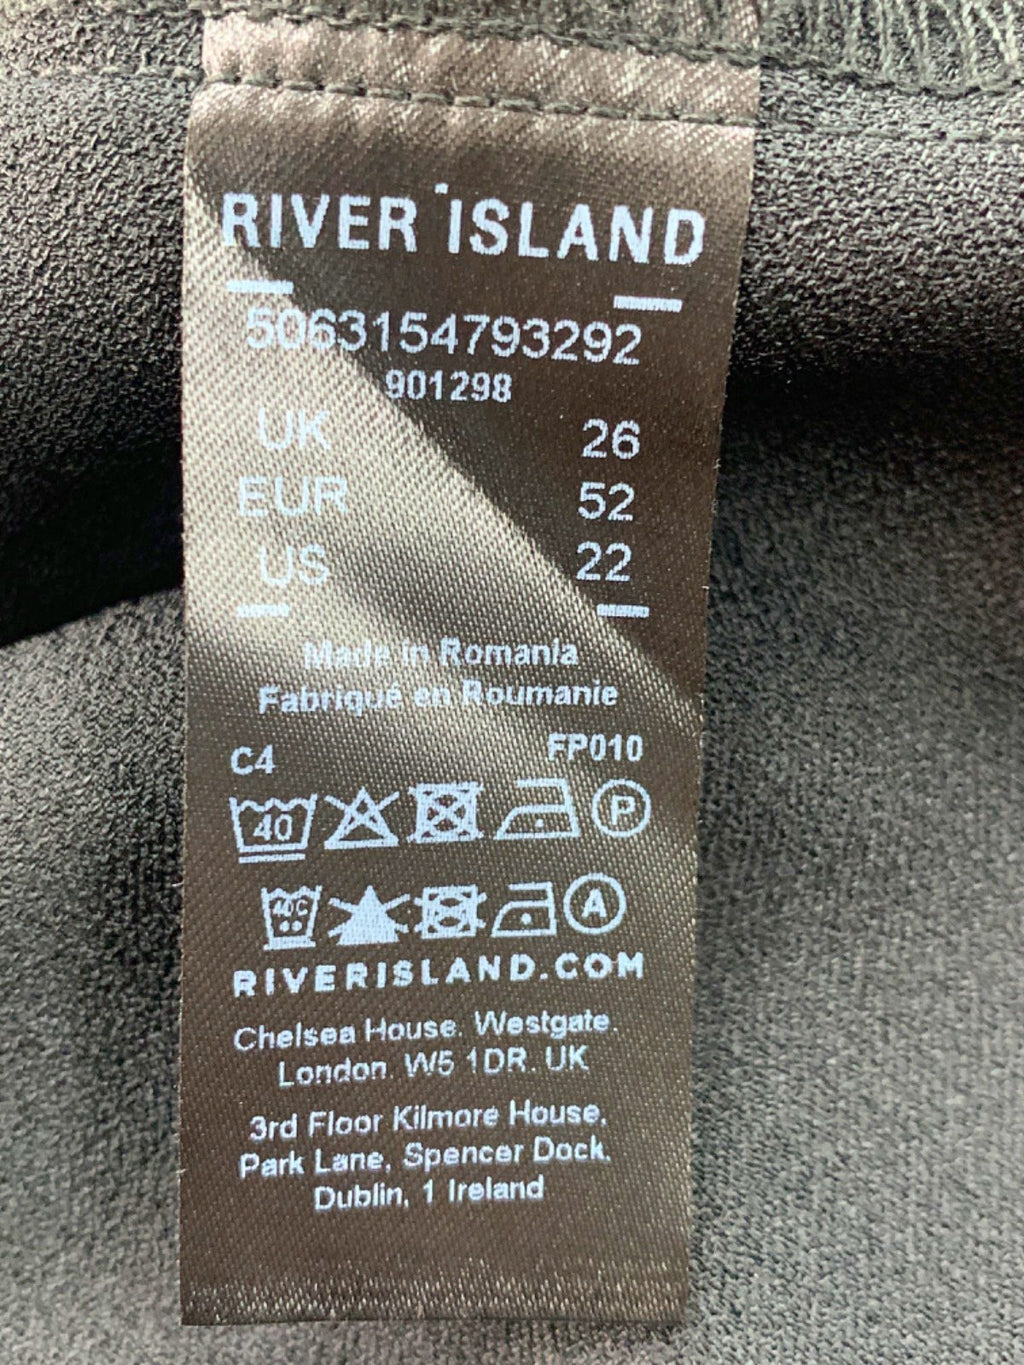 RIVER ISLAND
5063154793292
901298
UK 26
EUR 52
US 22
Made in Romania
Fabriqué en Roumanie
C4 FP010
40 P
40C A
RIVERISLAND.COM
Chelsea House. Westgate.
London. W5 1DR. UK
3rd Floor Kilmore House,
Park Lane, Spencer Dock,
Dublin, 1 Ireland